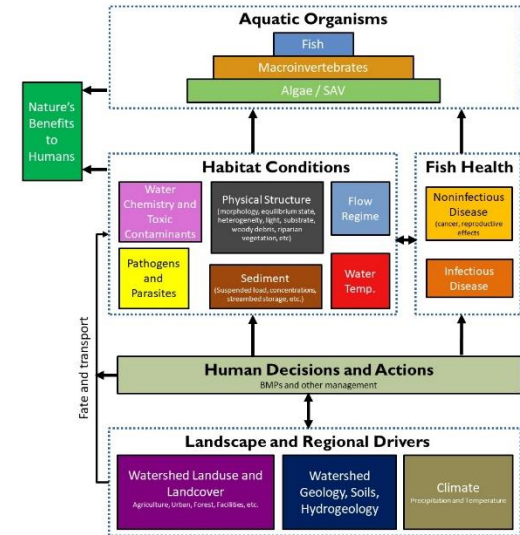 Aquatic Organisms
Fish
Macroinvertebrates
Algae / SAV
Nature's
Benefits
to
Humans
Habitat Conditions
Water
Chemistry and
Toxic
Contaminants
Physical Structure
(morphology, equilibrium state,
heterogeneity, light, substrate,
woody debris, riparian
vegetation, etc)
Flow
Regime
Pathogens
and
Parasites
Sediment
(Suspended load, concentrations,
streambed storage, etc.)
Water
Temp.
Fish Health
Noninfectious
Disease
(cancer, reproductive
effects
Infectious
Disease
Fate and transport
Human Decisions and Actions
BMPs and other management
Landscape and Regional Drivers
Watershed Landuse and
Landcover
Agriculture, Urban, Forest, Facilities, etc.
Watershed
Geology, Soils,
Hydrogeology
Climate
Precipitation and Temperature